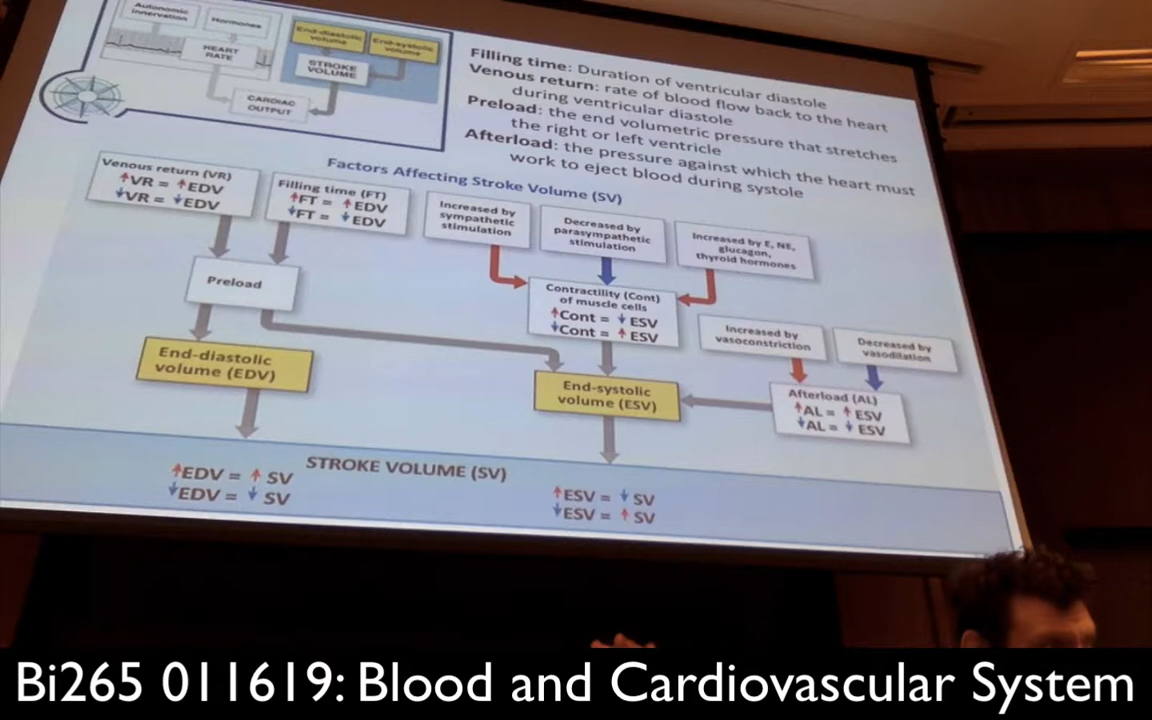 Autonomic
innervation
Hormones
HEART
RATE
End-diastolic
volume
End-systolic
volume
STROKE
VOLUME
CARDIAC
OUTPUT
Filling time: Duration of ventricular diastole
Venous return: rate of blood flow back to the heart
during ventricular diastole
Preload: the end volumetric pressure that stretches
the right or left ventricle
Afterload: the pressure against which the heart must
work to eject blood during systole
Factors Affecting Stroke Volume (SV)
Venous return (VR)
↑VR = ↑EDV
↓VR = ↓EDV
Filling time (FT)
↑FT = ↑EDV
↓FT = ↓EDV
Increased by
sympathetic
stimulation
Decreased by
parasympathetic
stimulation
Increased by E, NE,
glucagon,
thyroid hormones
Preload
Contractility (Cont)
of muscle cells
↑Cont = ↓ESV
↓Cont = ↑ESV
Increased by
vasoconstriction
Decreased by
vasodilation
End-diastolic
volume (EDV)
End-systolic
volume (ESV)
Afterload (AL)
↑AL = ↑ESV
↓AL = ↓ESV
STROKE VOLUME (SV)
↑EDV = ↑SV
↓EDV = ↓SV
↑ESV = ↓SV
↓ESV = ↑SV
Bi265 011619: Blood and Cardiovascular System